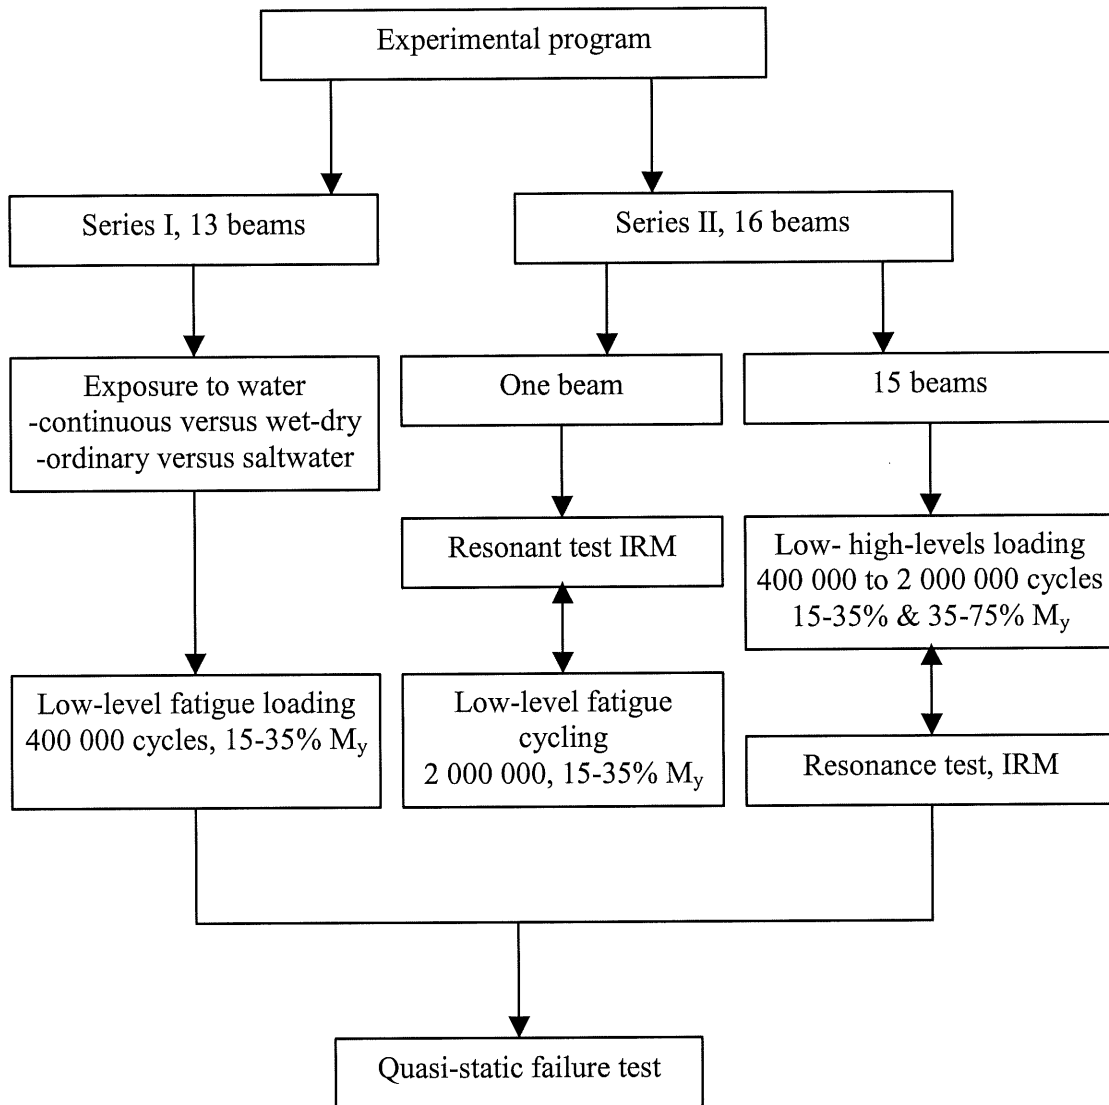 Experimental program
Series I, 13 beams
Series II, 16 beams
Exposure to water
-continuous versus wet-dry
-ordinary versus saltwater
One beam
15 beams
Resonant test IRM
Low- high-levels loading
400 000 to 2 000 000 cycles
15-35% & 35-75% My
Low-level fatigue loading
400 000 cycles, 15-35% My
Low-level fatigue
cycling
2 000 000, 15-35% My
Resonance test, IRM
Quasi-static failure test